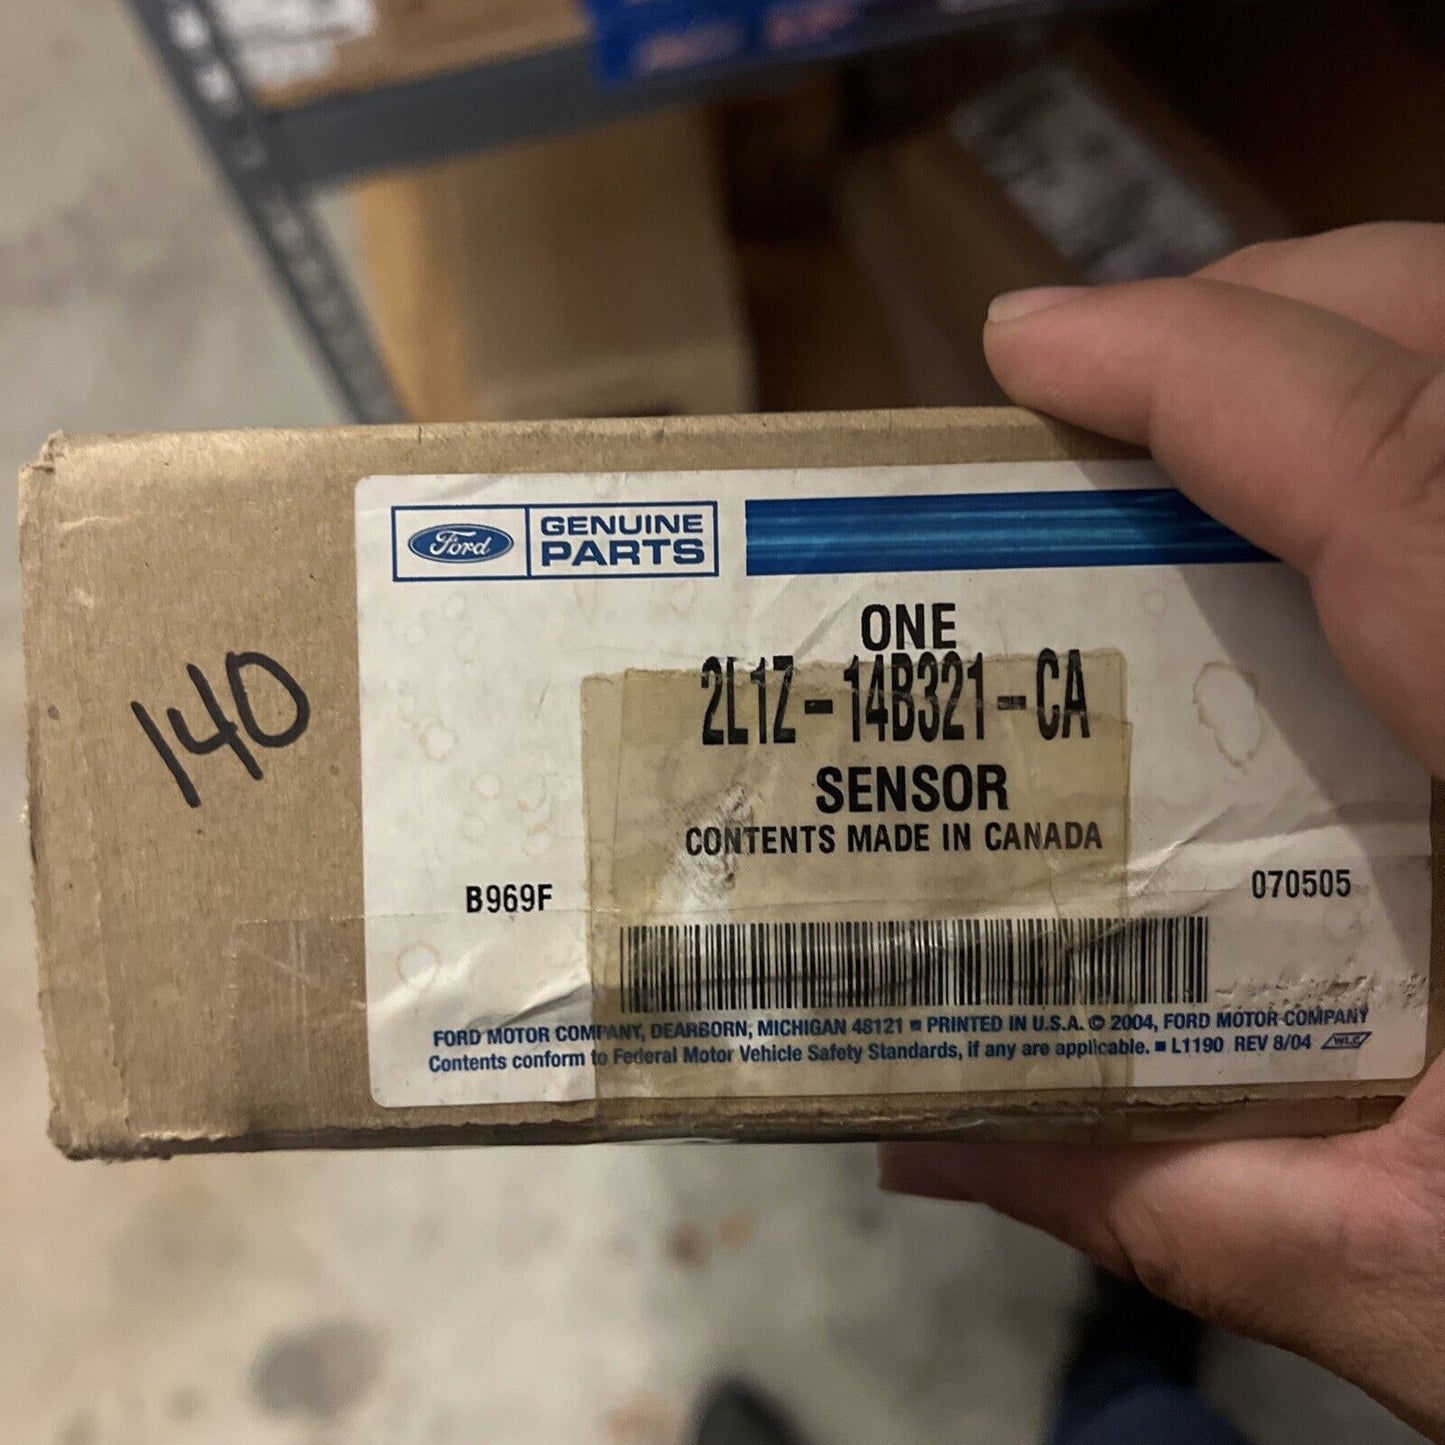 Ford GENUINE
PARTS
ONE
2L1Z-14B321-CA
SENSOR
CONTENTS MADE IN CANADA
140
B969F 070505
FORD MOTOR COMPANY, DEARBORN, MICHIGAN 48121 ■ PRINTED IN U.S.A. © 2004, FORD MOTOR COMPANY
Contents conform to Federal Motor Vehicle Safety Standards, if any are applicable. ■ L1190 REV 8/04 WLC